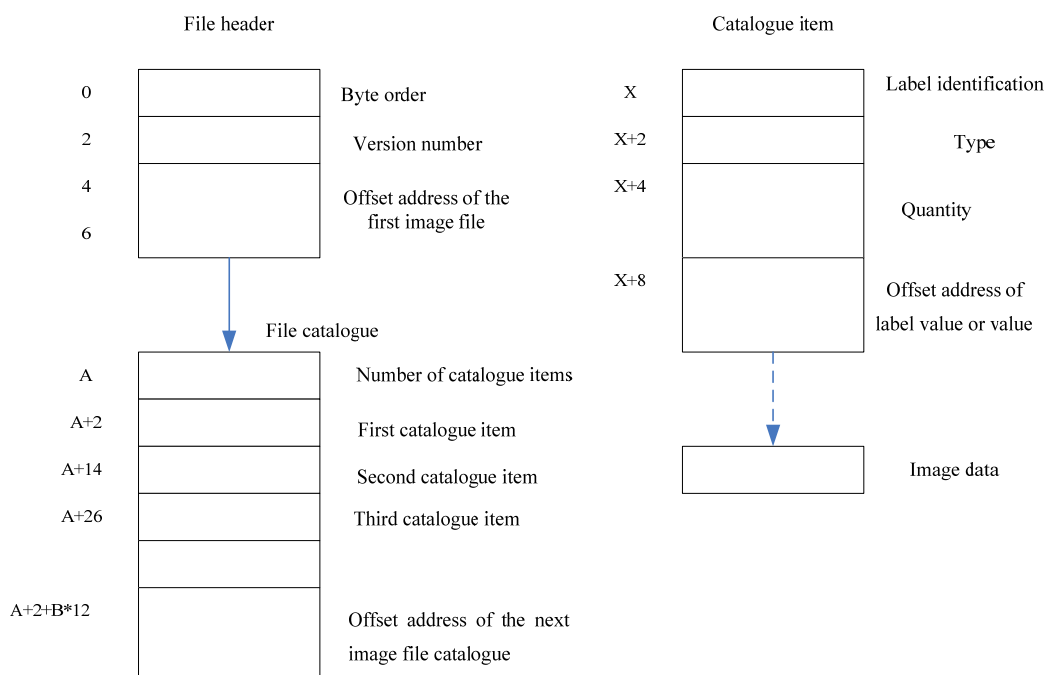 File header
0
Byte order
2
Version number
4
Offset address of the
first image file
6
File catalogue
A
Number of catalogue items
A+2
First catalogue item
A+14
Second catalogue item
A+26
Third catalogue item
A+2+B*12
Offset address of the next
image file catalogue
Catalogue item
X
Label identification
X+2
Type
X+4
Quantity
X+8
Offset address of
label value or value
Image data